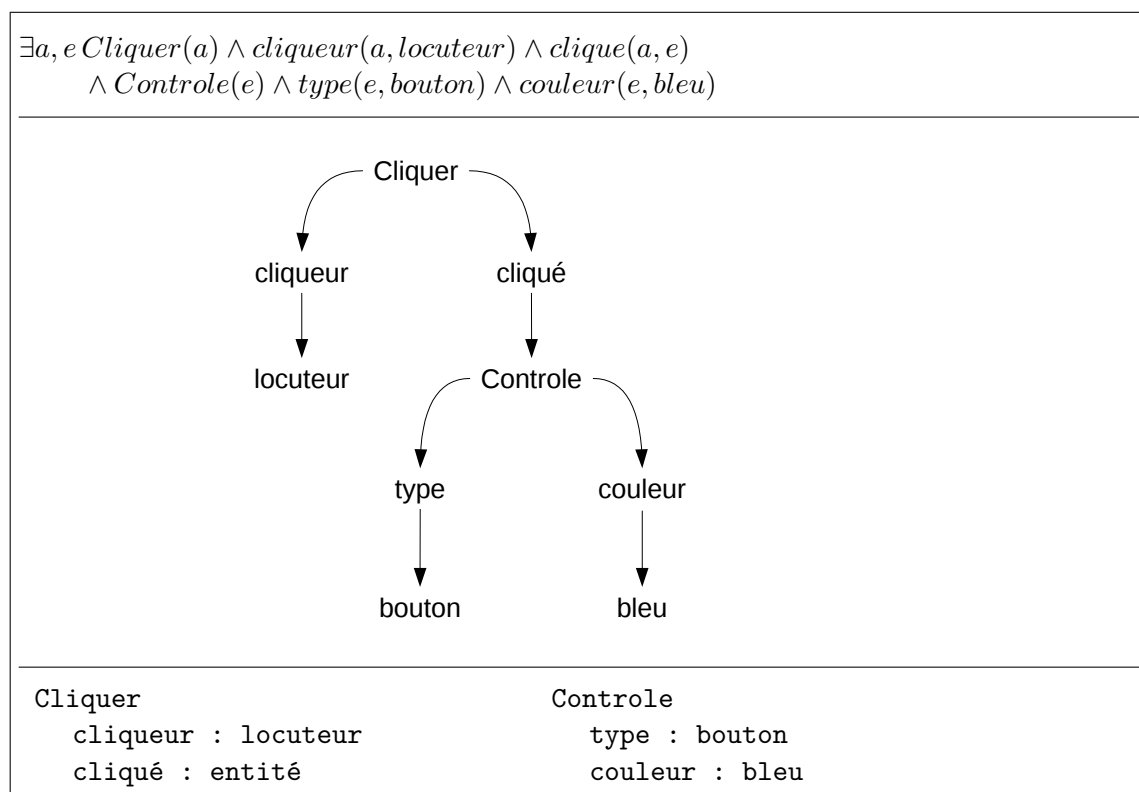 ∃a, e Cliquer(a) ∧ cliqueur(a, locuteur) ∧ clique(a, e)
∧ Controle(e) ∧ type(e, bouton) ∧ couleur(e, bleu)
Cliquer
cliqueur cliqué
locuteur Controle
type couleur
bouton bleu
Cliquer Controle
cliqueur : locuteur type : bouton
cliqué : entité couleur : bleu